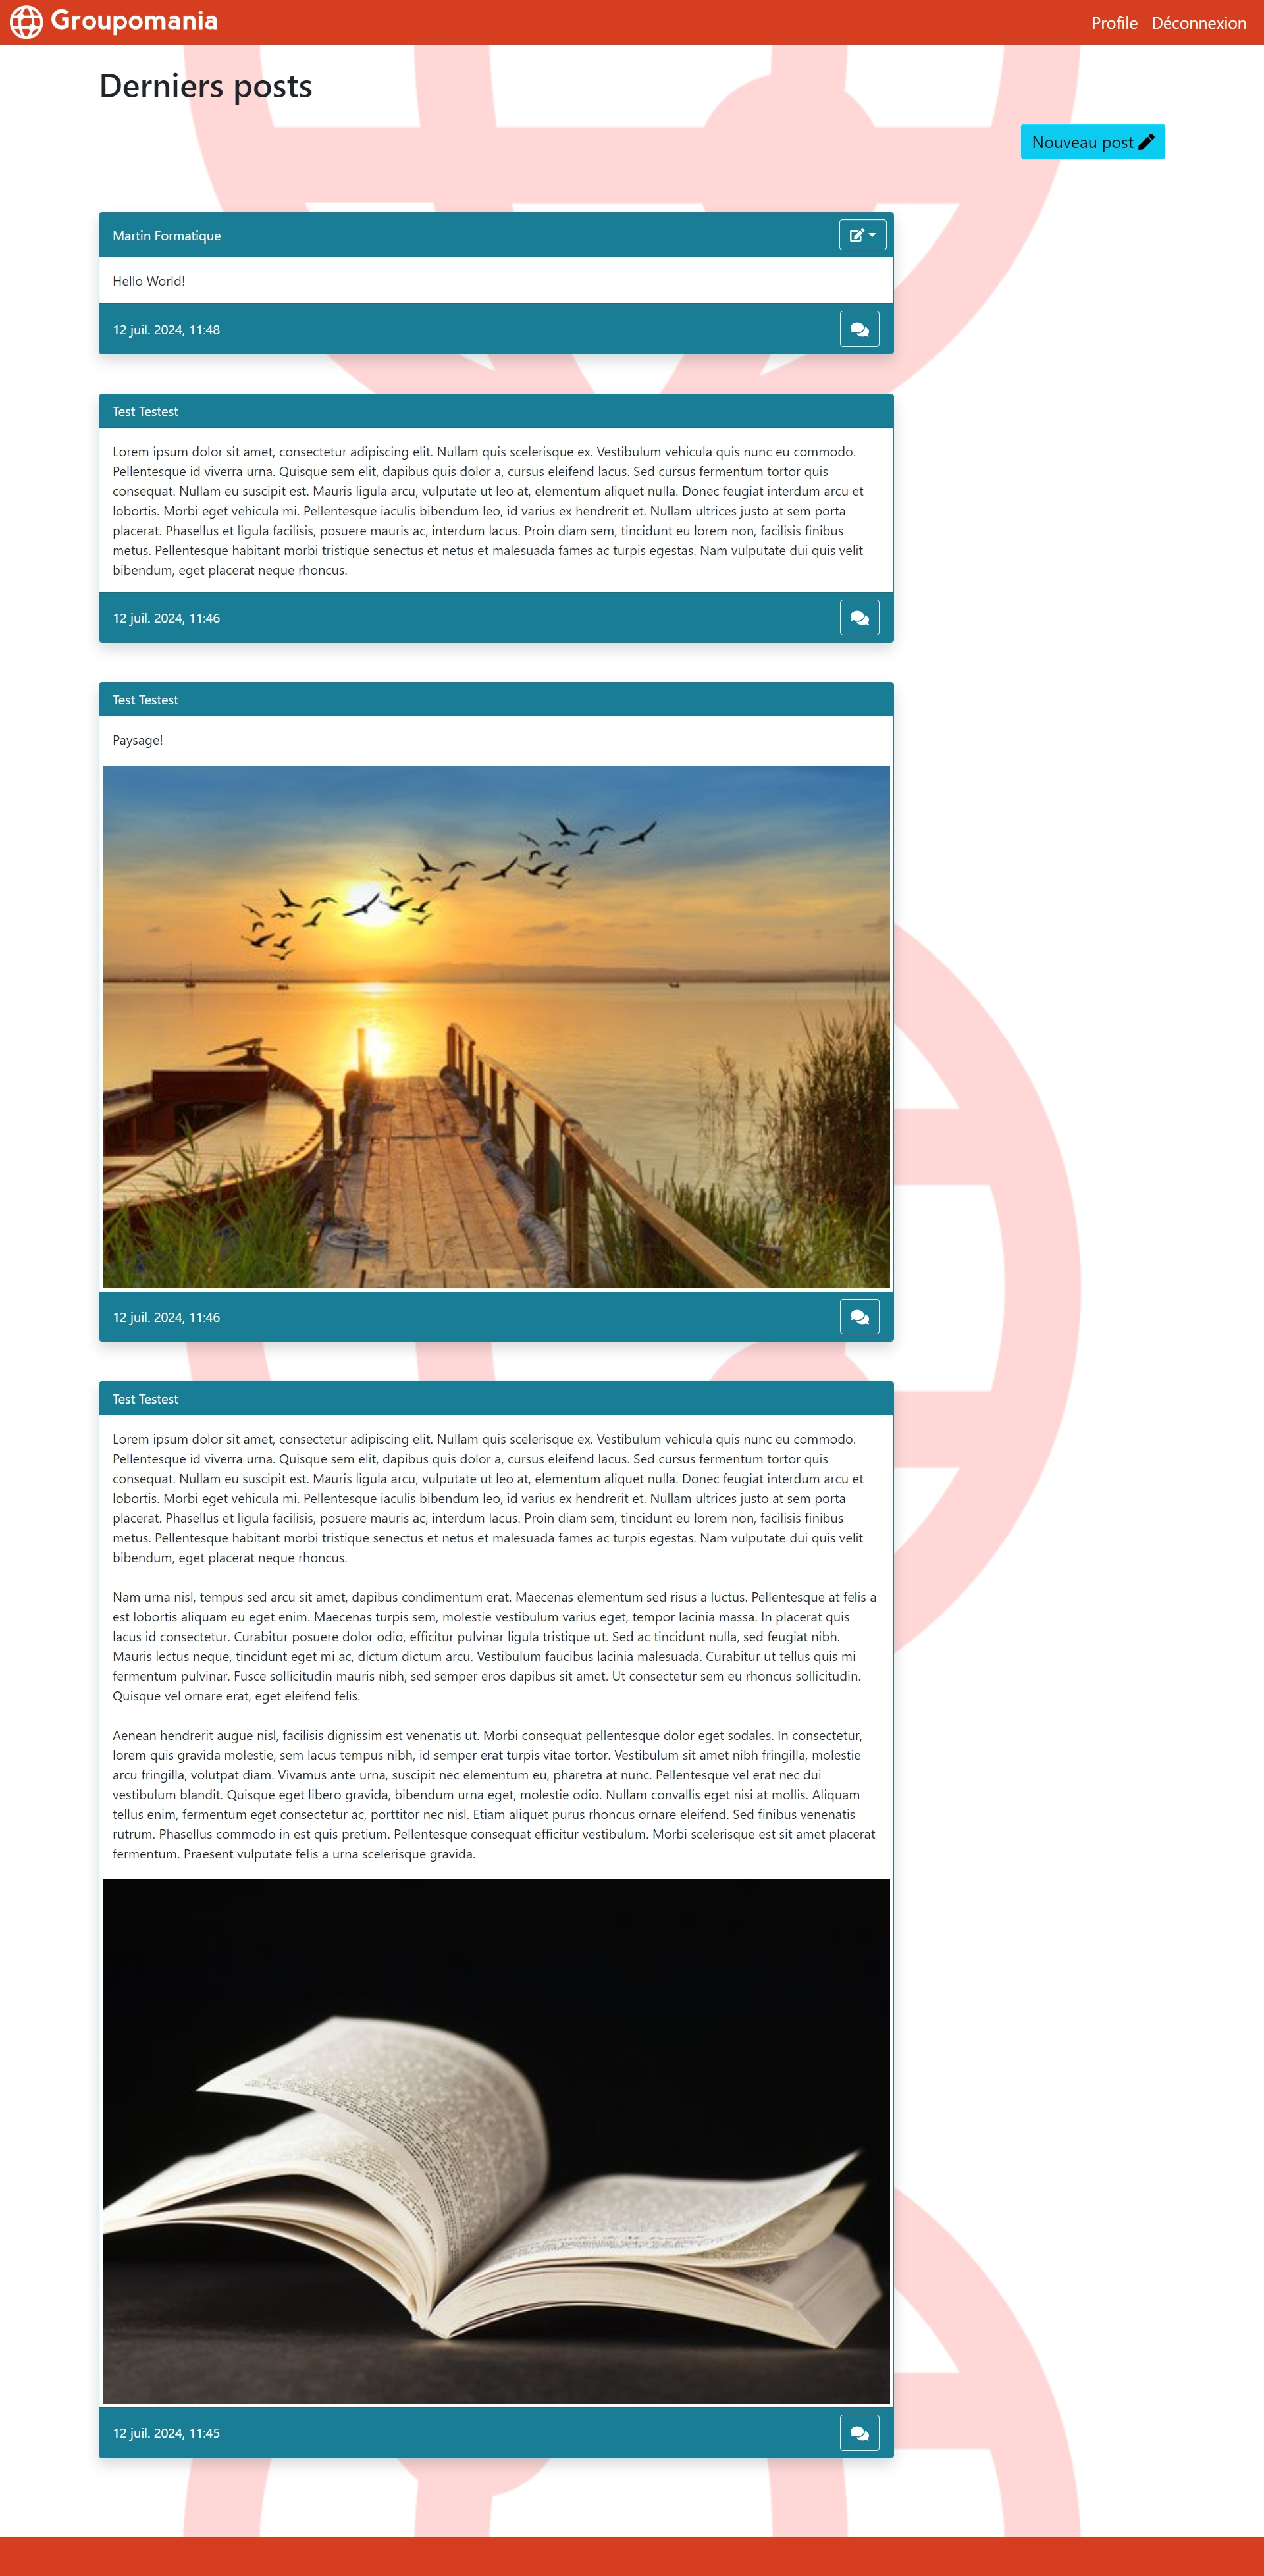 Groupomania
Profile Déconnexion
Derniers posts
Nouveau post
Martin Formatique
Hello World!
12 juil. 2024, 11:48
Test Testest
Lorem ipsum dolor sit amet, consectetur adipiscing elit. Nullam quis scelerisque ex. Vestibulum vehicula quis nunc eu commodo.
Pellentesque id viverra urna. Quisque sem elit, dapibus quis dolor a, cursus eleifend lacus. Sed cursus fermentum tortor quis
consequat. Nullam eu suscipit est. Mauris ligula arcu, vulputate ut leo at, elementum aliquet nulla. Donec feugiat interdum arcu et
lobortis. Morbi eget vehicula mi. Pellentesque iaculis bibendum leo, id varius ex hendrerit et. Nullam ultrices justo at sem porta
placerat. Phasellus et ligula facilisis, posuere mauris ac, interdum lacus. Proin diam sem, tincidunt eu lorem non, facilisis finibus
metus. Pellentesque habitant morbi tristique senectus et netus et malesuada fames ac turpis egestas. Nam vulputate dui quis velit
bibendum, eget placerat neque rhoncus.
12 juil. 2024, 11:46
Test Testest
Paysage!
12 juil. 2024, 11:46
Test Testest
Lorem ipsum dolor sit amet, consectetur adipiscing elit. Nullam quis scelerisque ex. Vestibulum vehicula quis nunc eu commodo.
Pellentesque id viverra urna. Quisque sem elit, dapibus quis dolor a, cursus eleifend lacus. Sed cursus fermentum tortor quis
consequat. Nullam eu suscipit est. Mauris ligula arcu, vulputate ut leo at, elementum aliquet nulla. Donec feugiat interdum arcu et
lobortis. Morbi eget vehicula mi. Pellentesque iaculis bibendum leo, id varius ex hendrerit et. Nullam ultrices justo at sem porta
placerat. Phasellus et ligula facilisis, posuere mauris ac, interdum lacus. Proin diam sem, tincidunt eu lorem non, facilisis finibus
metus. Pellentesque habitant morbi tristique senectus et netus et malesuada fames ac turpis egestas. Nam vulputate dui quis velit
bibendum, eget placerat neque rhoncus.
Nam urna nisl, tempus sed arcu sit amet, dapibus condimentum erat. Maecenas elementum sed risus a luctus. Pellentesque at felis a
est lobortis aliquam eu eget enim. Maecenas turpis sem, molestie vestibulum varius eget, tempor lacinia massa. In placerat quis
lacus id consectetur. Curabitur posuere dolor odio, efficitur pulvinar ligula tristique ut. Sed ac tincidunt nulla, sed feugiat nibh.
Mauris lectus neque, tincidunt eget mi ac, dictum dictum arcu. Vestibulum faucibus lacinia malesuada. Curabitur ut tellus quis mi
fermentum pulvinar. Fusce sollicitudin mauris nibh, sed semper eros dapibus sit amet. Ut consectetur sem eu rhoncus sollicitudin.
Quisque vel ornare erat, eget eleifend felis.
Aenean hendrerit augue nisl, facilisis dignissim est venenatis ut. Morbi consequat pellentesque dolor eget sodales. In consectetur,
lorem quis gravida molestie, sem lacus tempus nibh, id semper erat turpis vitae tortor. Vestibulum sit amet nibh fringilla, molestie
arcu fringilla, volutpat diam. Vivamus ante urna, suscipit nec elementum eu, pharetra at nunc. Pellentesque vel erat nec dui
vestibulum blandit. Quisque eget libero gravida, bibendum urna eget, molestie odio. Nullam convallis eget nisi at mollis. Aliquam
tellus enim, fermentum eget consectetur ac, porttitor nec nisl. Etiam aliquet purus rhoncus ornare eleifend. Sed finibus venenatis
rutrum. Phasellus commodo in est quis pretium. Pellentesque consequat efficitur vestibulum. Morbi scelerisque est sit amet placerat
fermentum. Praesent vulputate felis a urna scelerisque gravida.
12 juil. 2024, 11:45